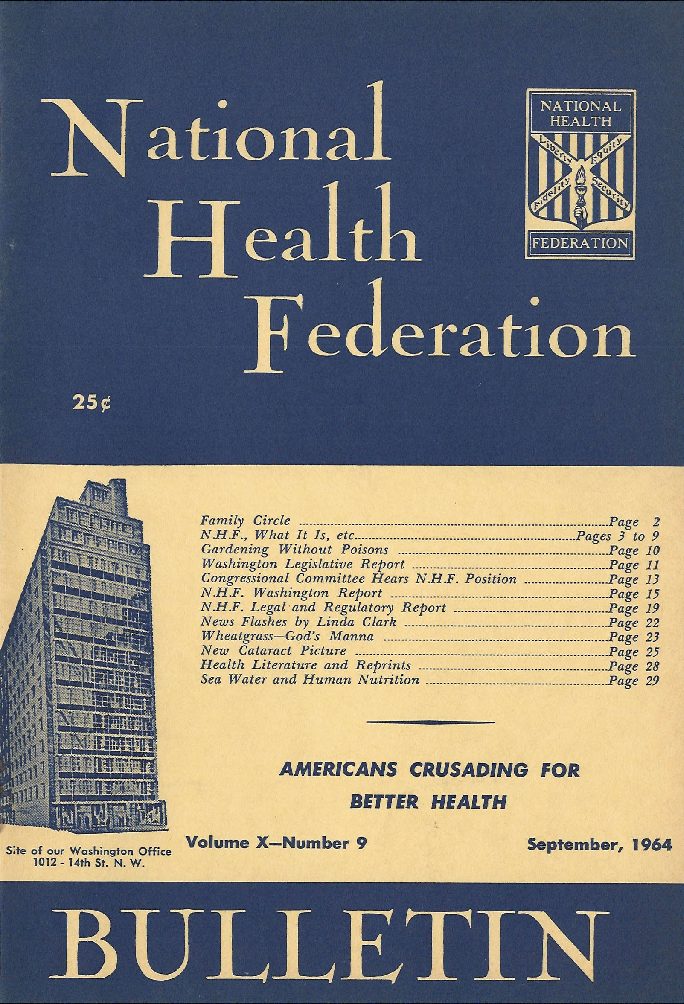 National
Health
Federation
NATIONAL
HEALTH
Liberty Equity
Fidelity Security
FEDERATION
25¢
Family Circle ........ Page 2
N.H.F., What It Is, etc. ........ Pages 3 to 9
Gardening Without Poisons ........ Page 10
Washington Legislative Report ........ Page 11
Congressional Committee Hears N.H.F. Position ........ Page 13
N.H.F. Washington Report ........ Page 15
N.H.F. Legal and Regulatory Report ........ Page 19
News Flashes by Linda Clark ........ Page 22
Wheatgrass—God's Manna ........ Page 23
New Cataract Picture ........ Page 25
Health Literature and Reprints ........ Page 28
Sea Water and Human Nutrition ........ Page 29
AMERICANS CRUSADING FOR
BETTER HEALTH
Site of our Washington Office
1012 - 14th St. N. W.
Volume X—Number 9 September, 1964
BULLETIN